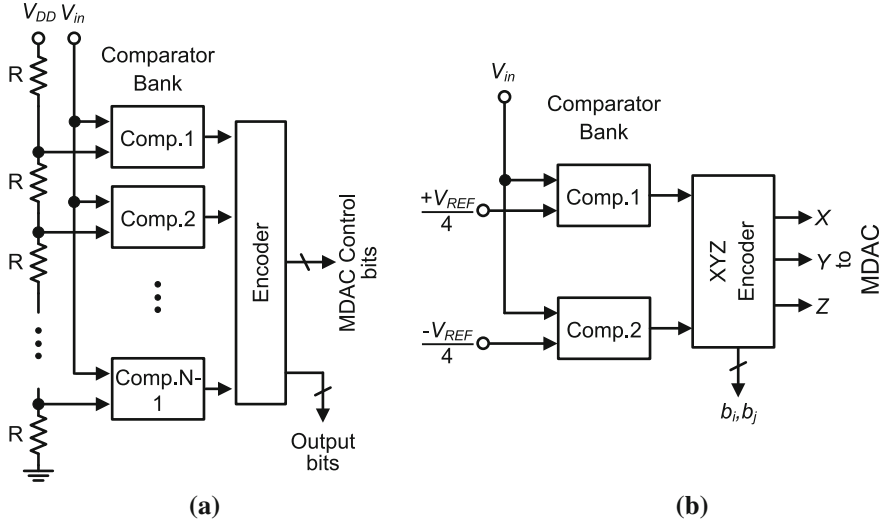 V_DD V_in
Comparator
Bank
R
Comp.1
R
Comp.2
R
Comp.N-
1
R
Encoder
MDAC Control
bits
Output
bits
(a)
V_in
Comparator
Bank
+V_REF
4
Comp.1
-V_REF
4
Comp.2
XYZ
Encoder
X
Y
Z
to
MDAC
b_i,b_j
(b)